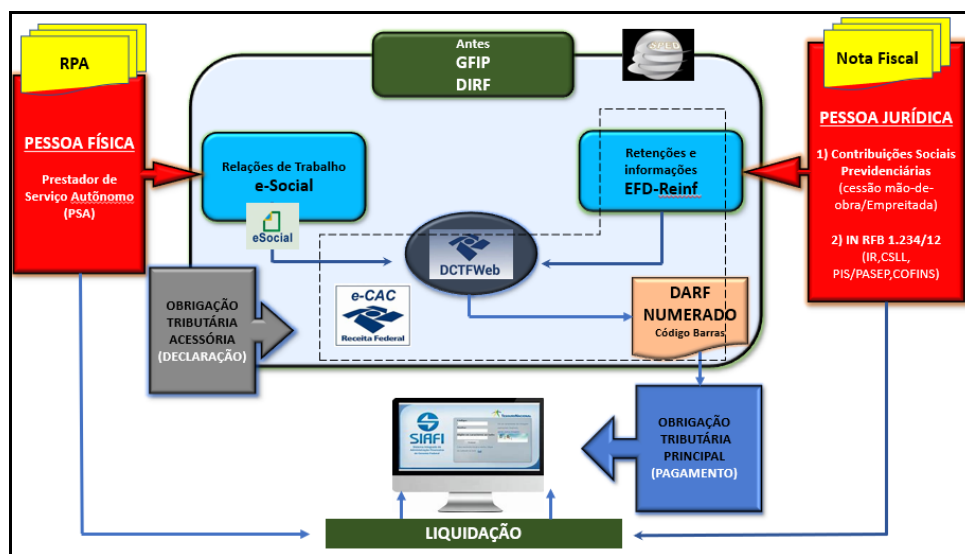 RPA
PESSOA FÍSICA
Prestador de
Serviço Autônomo
(PSA)
Antes
GFIP
DIRF
SPED
Nota Fiscal
PESSOA JURÍDICA
1) Contribuições Sociais
Previdenciárias
(cessão mão-de-
obra/Empreitada)
2) IN RFB 1.234/12
(IR,CSLL,
PIS/PASEP,COFINS)
Relações de Trabalho
e-Social
eSocial
Retenções e
informações
EFD-Reinf
DCTFWeb
OBRIGAÇÃO
TRIBUTÁRIA
ACESSÓRIA
(DECLARAÇÃO)
e-CAC
Receita Federal
DARF
NUMERADO
Código Barras
SIAFI
OBRIGAÇÃO
TRIBUTÁRIA
PRINCIPAL
(PAGAMENTO)
LIQUIDAÇÃO